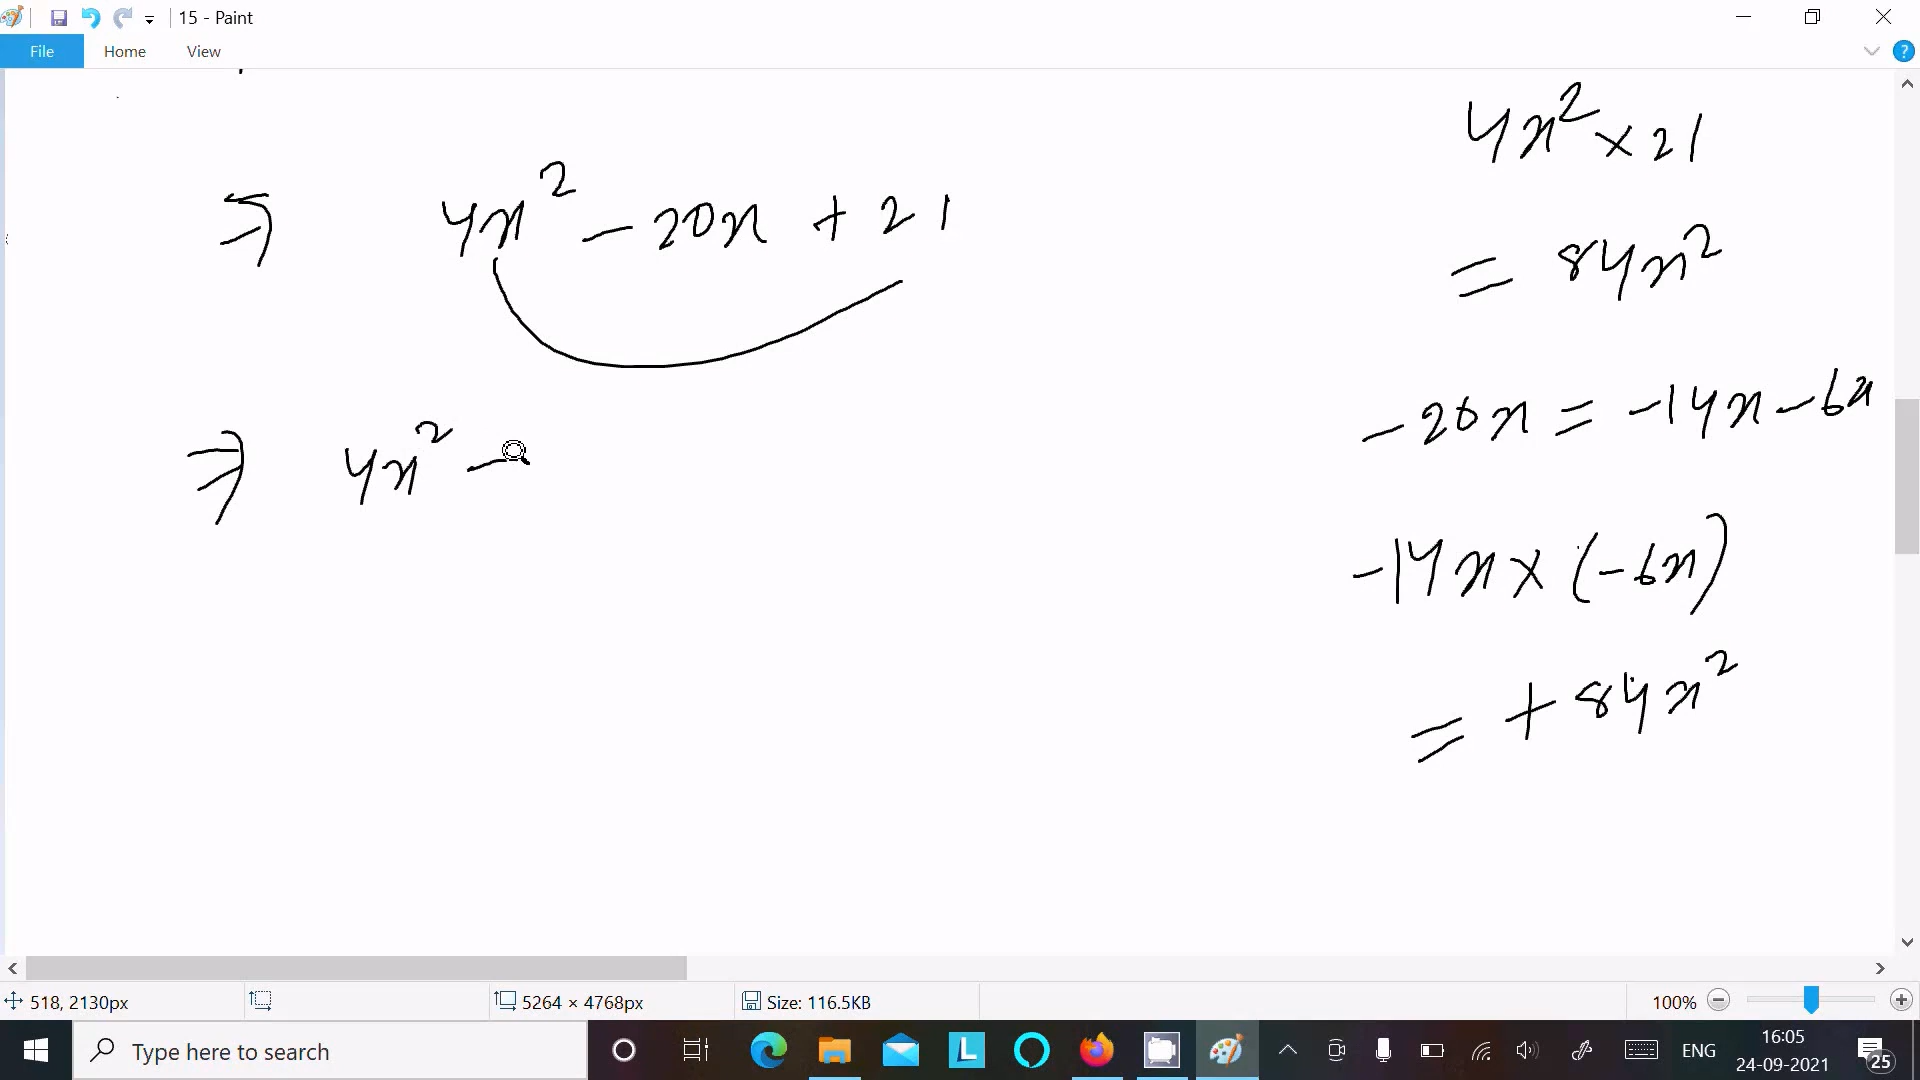 15 - Paint
File Home View
⇒ 4x² - 20x + 21
⇒ 4x² -
4x² × 21
= 84x²
-20x = -14x - 6x
-14x × (-6x)
= + 84x²
518, 2130px
5264 × 4768px
Size: 116.5KB
100%
Type here to search
L
ENG
16:05
24-09-2021
25